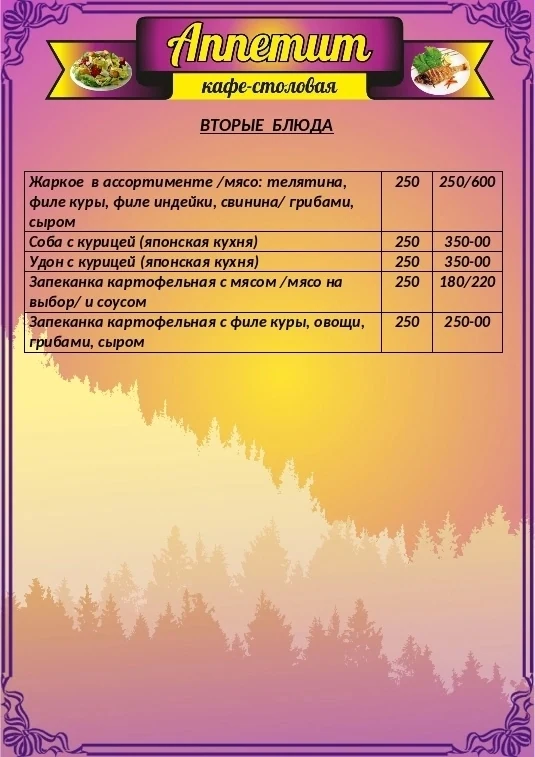 Аппетит
кафе-столовая
ВТОРЫЕ БЛЮДА
Жаркое в ассортименте /мясо: телятина, 250 250/600
филе куры, филе индейки, свинина/ грибами,
сыром
Соба с курицей (японская кухня) 250 350-00
Удон с курицей (японская кухня) 250 350-00
Запеканка картофельная с мясом /мясо на 250 180/220
выбор/ и соусом
Запеканка картофельная с филе куры, овощи, 250 250-00
грибами, сыром